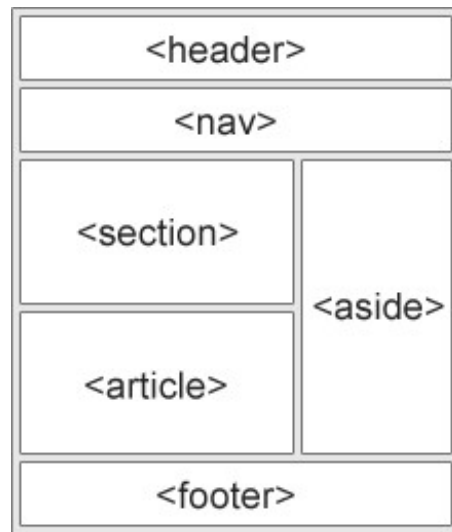 <header>
<nav>
<section>
<aside>
<article>
<footer>